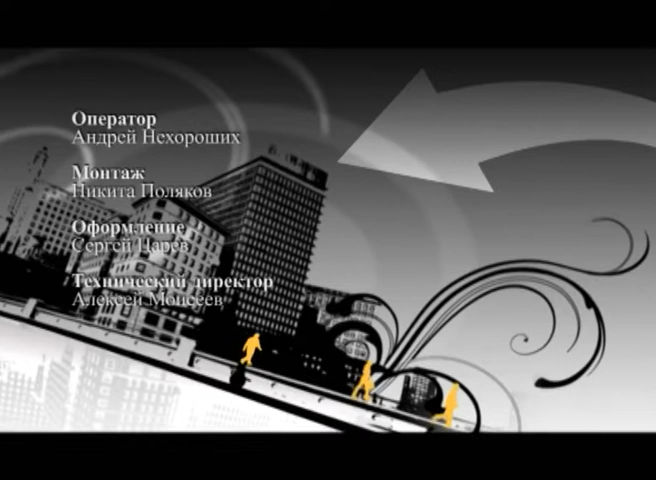 Оператор
Андрей Нехороших
Монтаж
Никита Поляков
Оформление
Сергей Царев
Технический директор
Алексей Моисеев